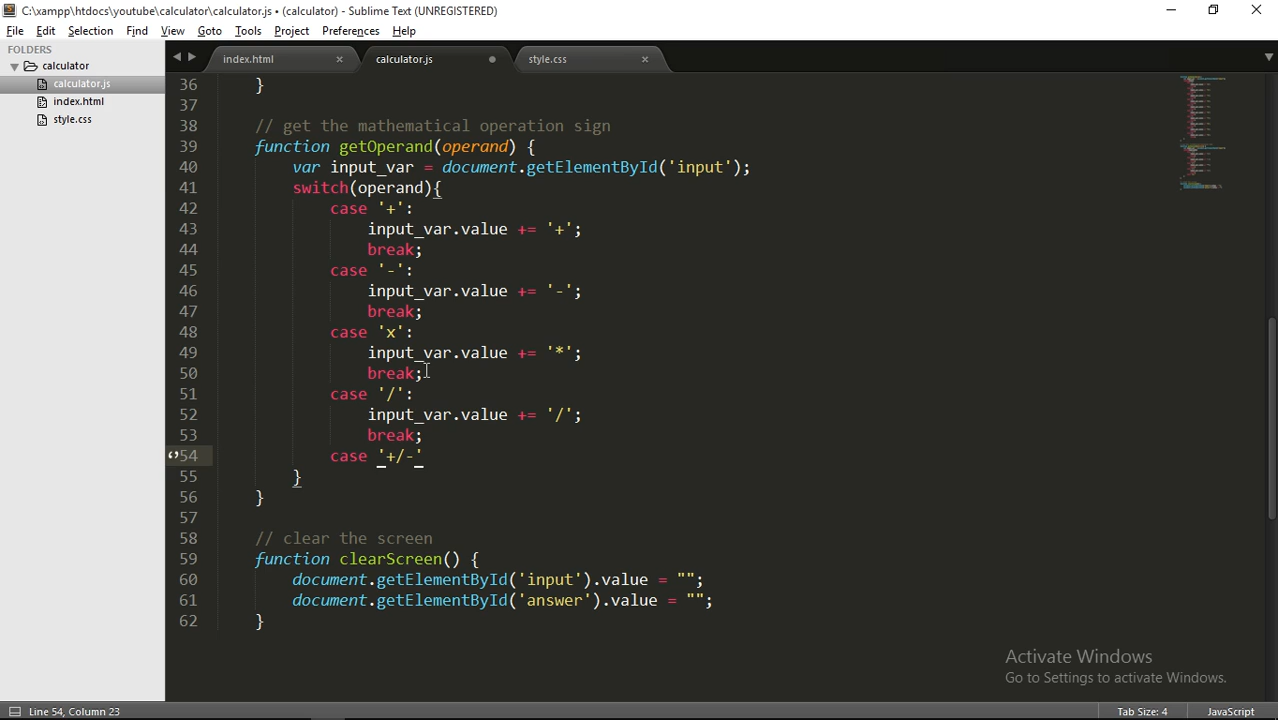 C:\xampp\htdocs\youtube\calculator\calculator.js • (calculator) - Sublime Text (UNREGISTERED)
File Edit Selection Find View Goto Tools Project Preferences Help
FOLDERS
calculator
calculator.js
index.html
style.css
index.html calculator.js style.css
36 }
37
38 // get the mathematical operation sign
39 function getOperand(operand) {
40 var input_var = document.getElementById('input');
41 switch(operand){
42 case '+':
43 input_var.value += '+';
44 break;
45 case '-':
46 input_var.value += '-';
47 break;
48 case 'x':
49 input_var.value += '*';
50 break;
51 case '/':
52 input_var.value += '/';
53 break;
54 case '+/-'
55 }
56 }
57
58 // clear the screen
59 function clearScreen() {
60 document.getElementById('input').value = "";
61 document.getElementById('answer').value = "";
62 }
Activate Windows
Go to Settings to activate Windows.
Line 54, Column 23 Tab Size: 4 JavaScript